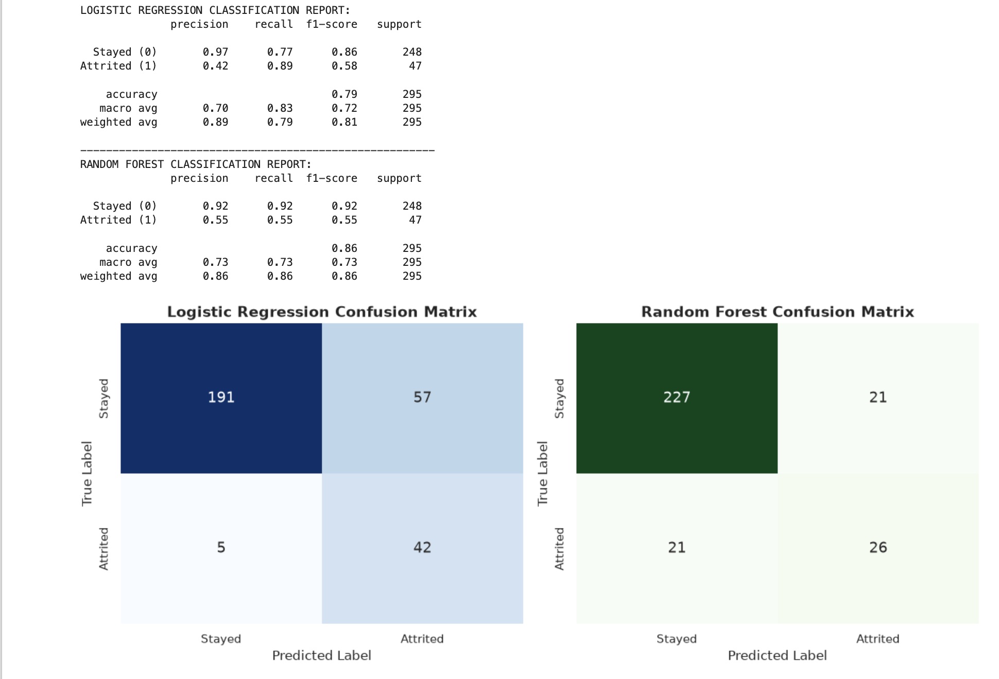 LOGISTIC REGRESSION CLASSIFICATION REPORT:
precision recall f1-score support
Stayed (0) 0.97 0.77 0.86 248
Attrited (1) 0.42 0.89 0.58 47
accuracy 0.79 295
macro avg 0.70 0.83 0.72 295
weighted avg 0.89 0.79 0.81 295
-------------------------------------------------------
RANDOM FOREST CLASSIFICATION REPORT:
precision recall f1-score support
Stayed (0) 0.92 0.92 0.92 248
Attrited (1) 0.55 0.55 0.55 47
accuracy 0.86 295
macro avg 0.73 0.73 0.73 295
weighted avg 0.86 0.86 0.86 295
Logistic Regression Confusion Matrix
True Label
Stayed
191 57
Attrited
5 42
Stayed Attrited
Predicted Label
Random Forest Confusion Matrix
True Label
Stayed
227 21
Attrited
21 26
Stayed Attrited
Predicted Label